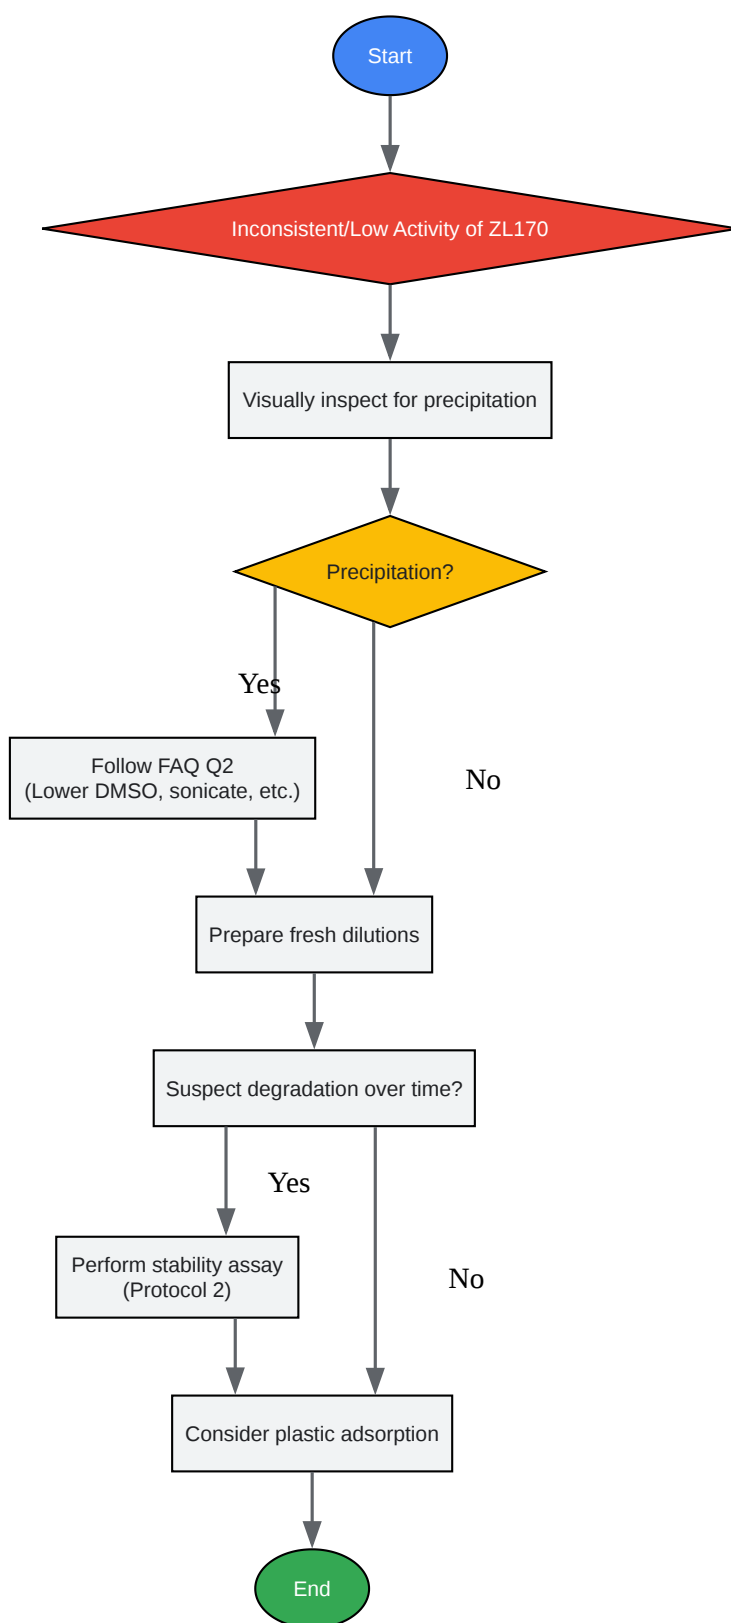 Start
Inconsistent/Low Activity of ZL170
Visually inspect for precipitation
Precipitation?
Yes
Follow FAQ Q2
(Lower DMSO, sonicate, etc.)
No
Prepare fresh dilutions
Suspect degradation over time?
Yes
Perform stability assay
(Protocol 2)
No
Consider plastic adsorption
End